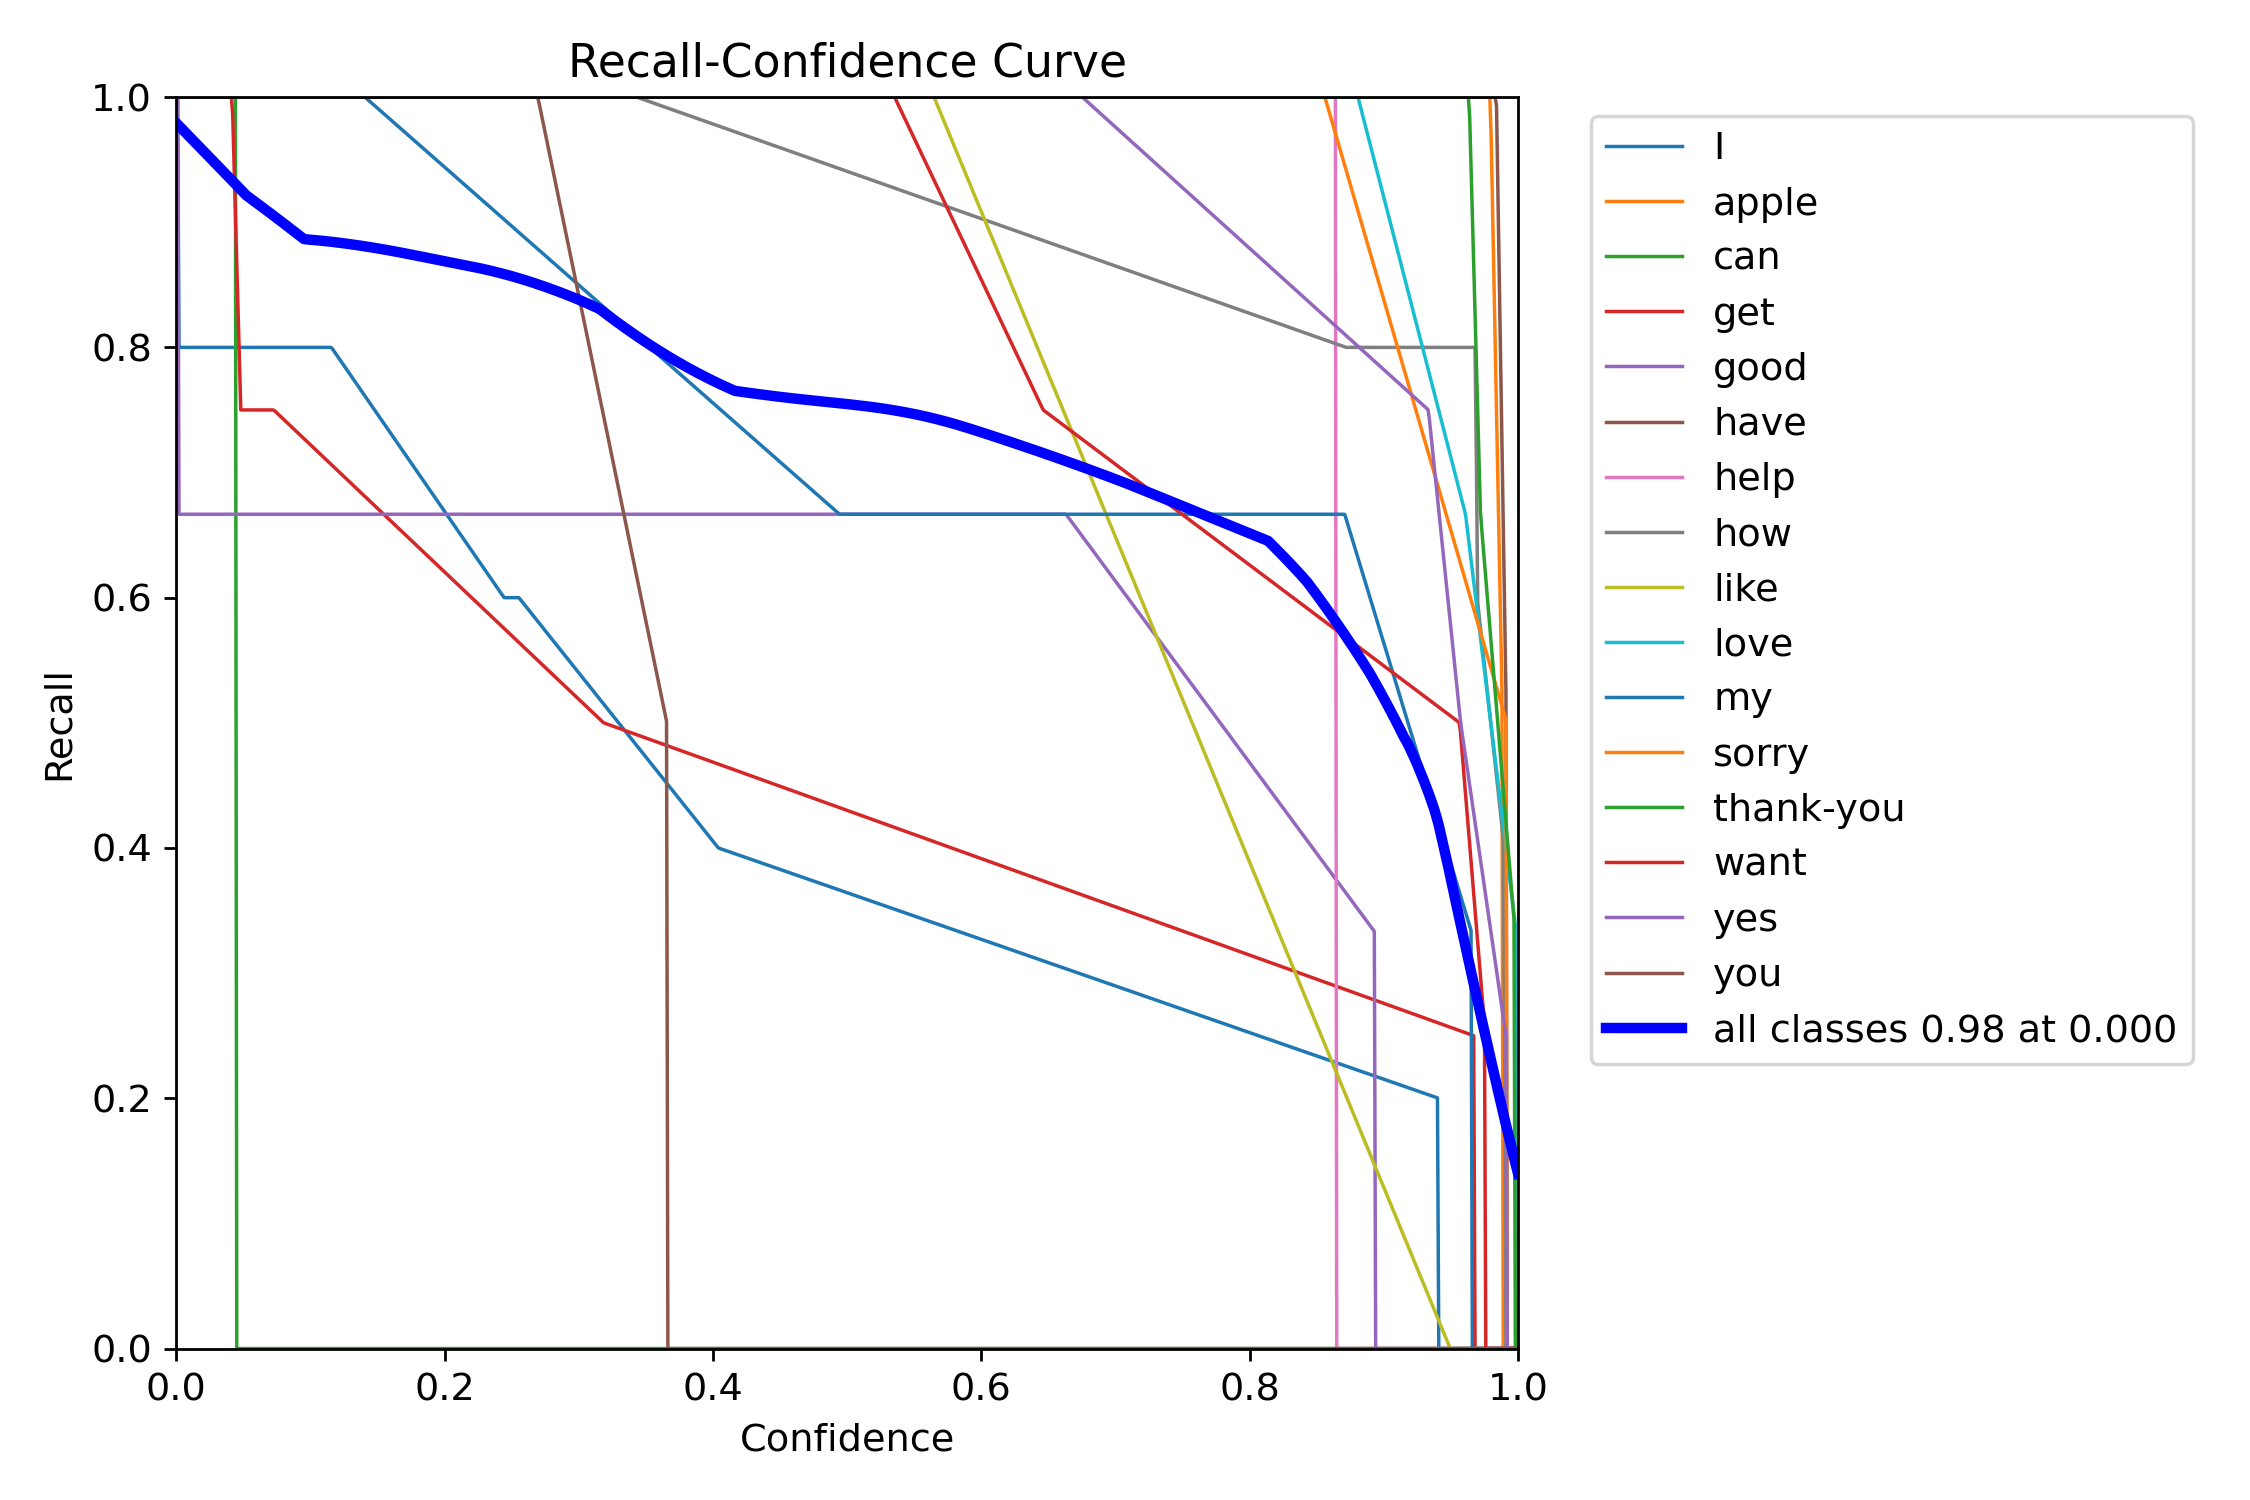 Recall-Confidence Curve
1.0
0.8
0.6
0.4
0.2
0.0
Recall
0.0 0.2 0.4 0.6 0.8 1.0
Confidence
I
apple
can
get
good
have
help
how
like
love
my
sorry
thank-you
want
yes
you
all classes 0.98 at 0.000